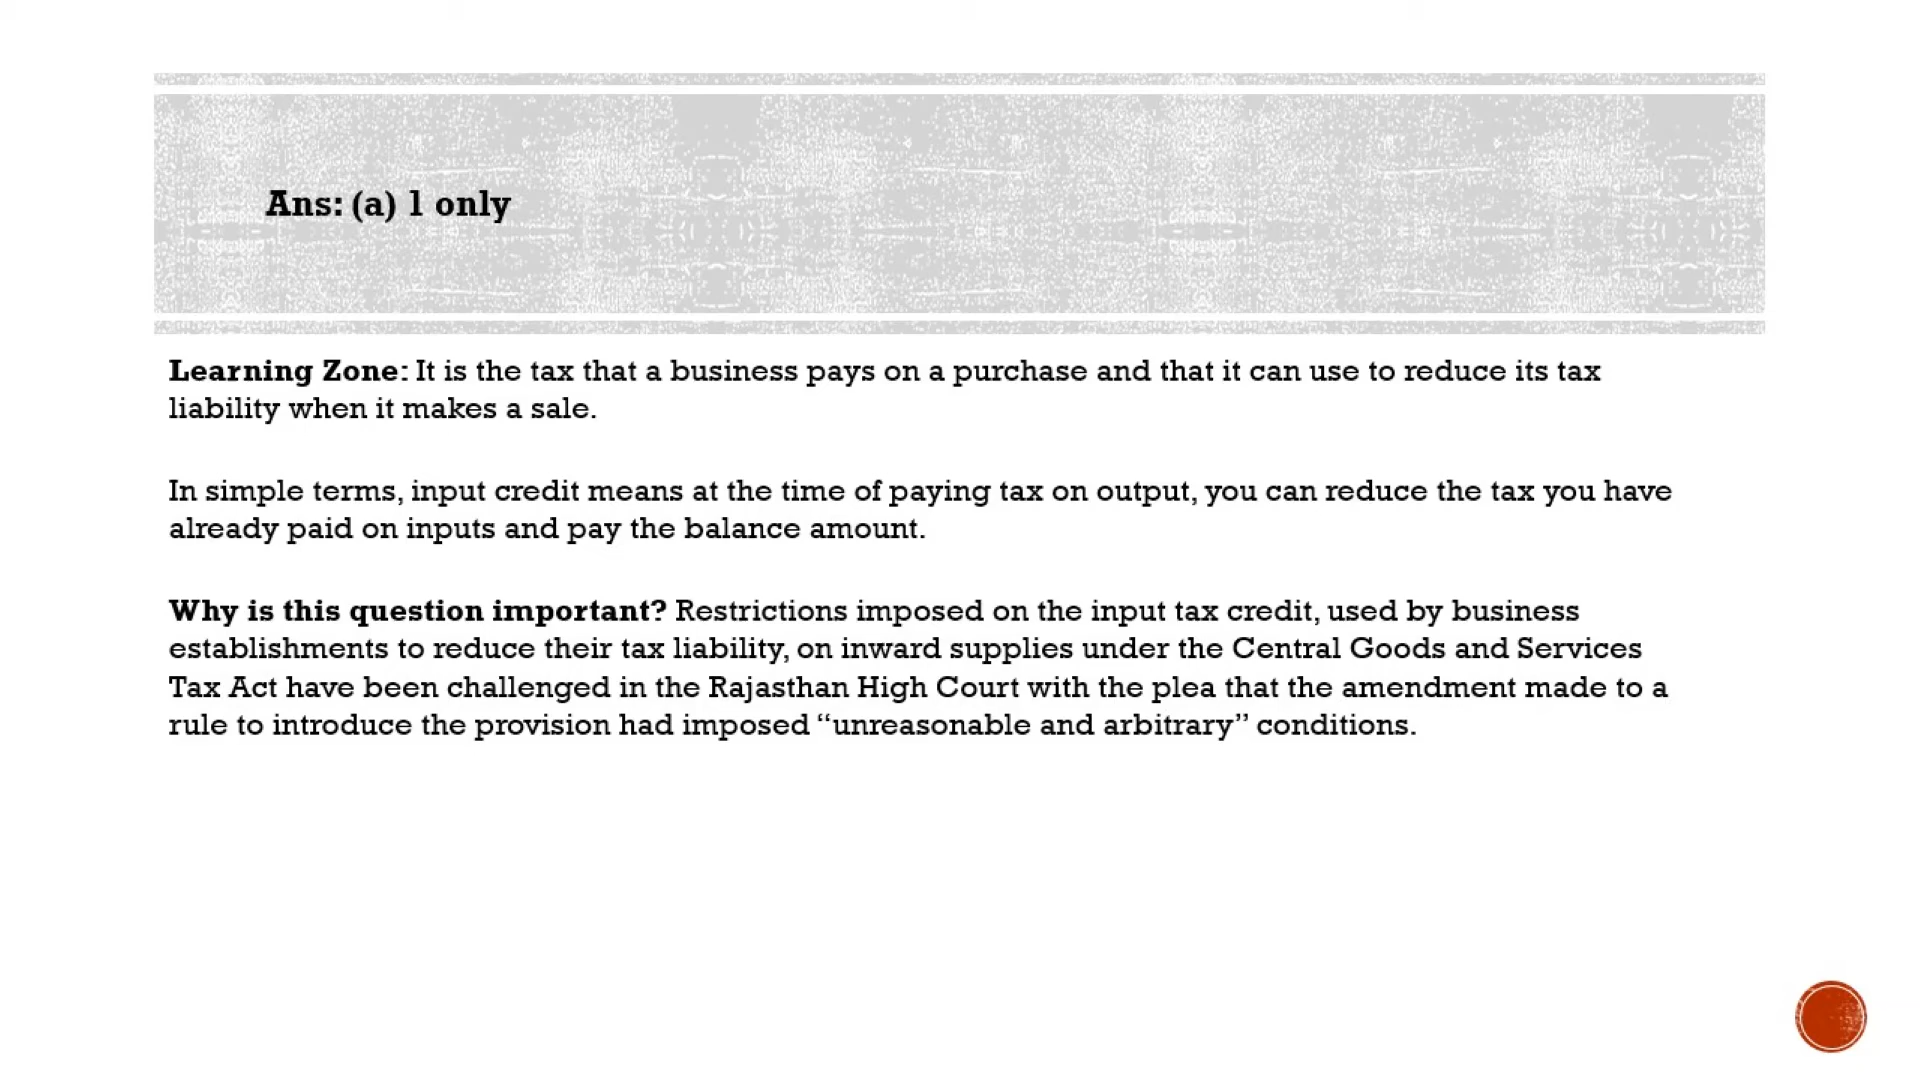 Ans: (a) 1 only
Learning Zone: It is the tax that a business pays on a purchase and that it can use to reduce its tax
liability when it makes a sale.
In simple terms, input credit means at the time of paying tax on output, you can reduce the tax you have
already paid on inputs and pay the balance amount.
Why is this question important? Restrictions imposed on the input tax credit, used by business
establishments to reduce their tax liability, on inward supplies under the Central Goods and Services
Tax Act have been challenged in the Rajasthan High Court with the plea that the amendment made to a
rule to introduce the provision had imposed “unreasonable and arbitrary” conditions.